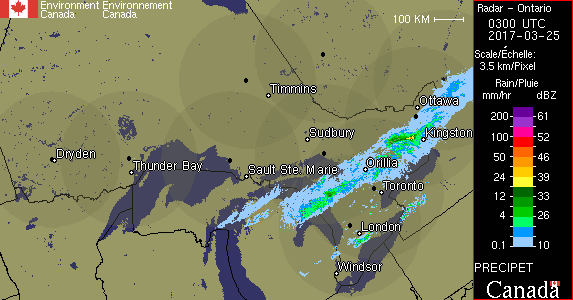 Environment Environnement
Canada Canada
100 KM
Timmins
Ottawa
Sudbury
Kingston
Dryden
Thunder Bay
Sault Ste. Marie
Orillia
Toronto
London
Windsor
Radar - Ontario
0300 UTC
2017-03-25
Scale/Échelle:
3.5 km/Pixel
Rain/Pluie
mm/hr dBZ
200 61
100 52
50 46
24 39
12 33
4 26
0.1 10
PRECIPET
Canada